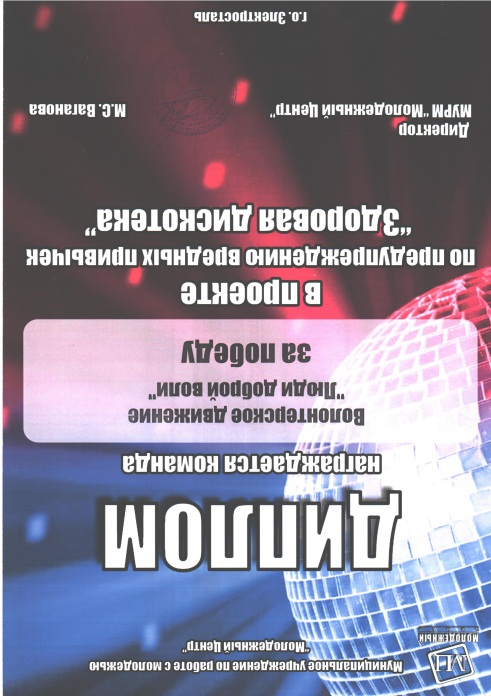 МЦ
МОЛОДЕЖНЫЙ
Муниципальное учреждение по работе с молодежью
"Молодежный Центр"
ДИПЛОМ
награждается команда
Волонтерское движение
"Люди доброй воли"
за победу
в проекте
по предупреждению вредных привычек
"Здоровая дискотека"
Директор
МУРМ "Молодежный Центр"
М.С. Ваганова
г.о. Электросталь